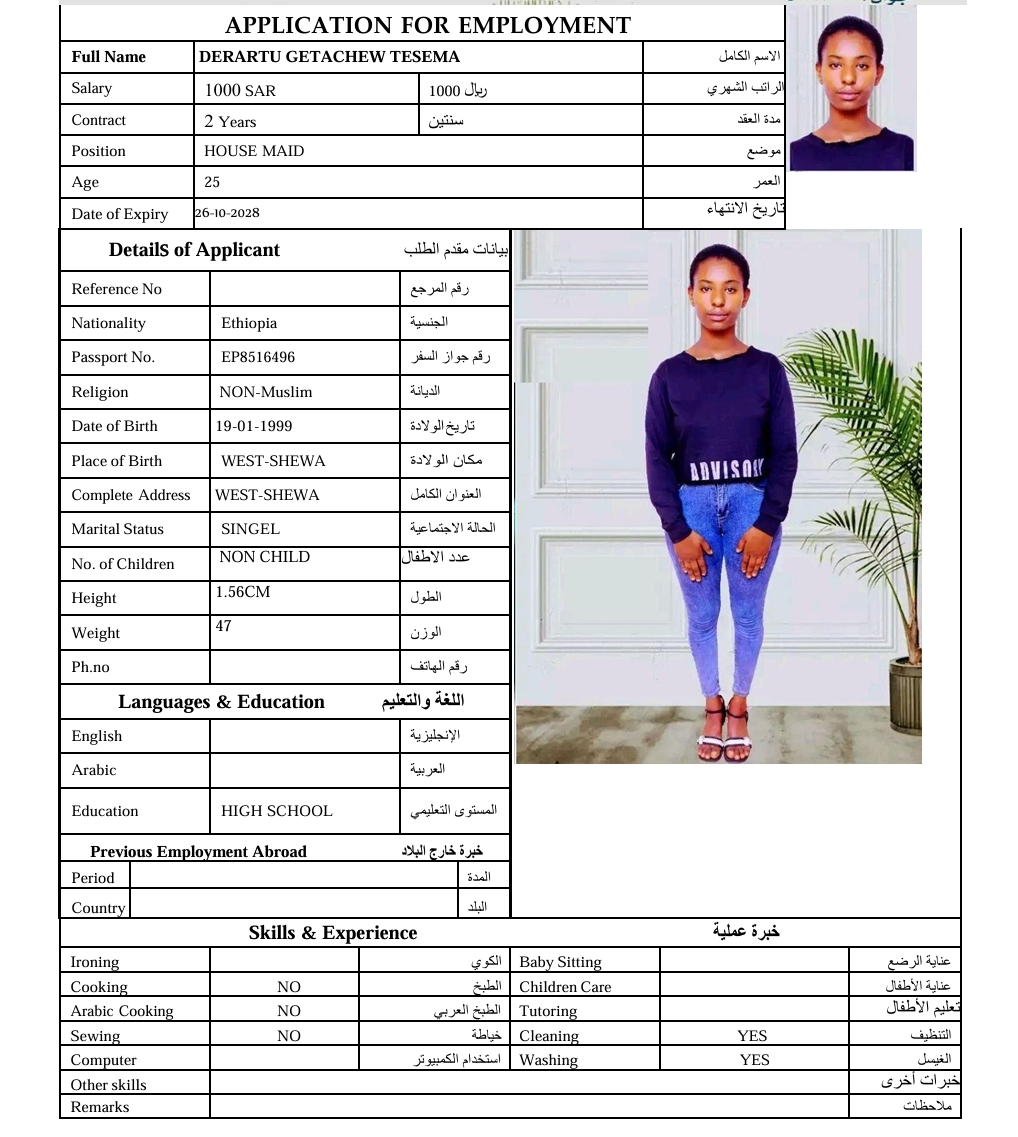 APPLICATION FOR EMPLOYMENT
Full Name DERARTU GETACHEW TESEMA الاسم الكامل
Salary 1000 SAR 1000 ريال الراتب الشهري
Contract 2 Years سنتين مدة العقد
Position HOUSE MAID موضع
Age 25 العمر
Date of Expiry 26-10-2028 تاريخ الانتهاء
Details of Applicant بيانات مقدم الطلب
Reference No رقم المرجع
Nationality Ethiopia الجنسية
Passport No. EP8516496 رقم جواز السفر
Religion NON-Muslim الديانة
Date of Birth 19-01-1999 تاريخ الولادة
Place of Birth WEST-SHEWA مكان الولادة
Complete Address WEST-SHEWA العنوان الكامل
Marital Status SINGEL الحالة الاجتماعية
No. of Children NON CHILD عدد الاطفال
Height 1.56CM الطول
Weight 47 الوزن
Ph.no رقم الهاتف
ADVISORY
Languages & Education اللغة والتعليم
English الإنجليزية
Arabic العربية
Education HIGH SCHOOL المستوى التعليمي
Previous Employment Abroad خبرة خارج البلاد
Period المدة
Country البلد
Skills & Experience خبرة عملية
Ironing الكوي Baby Sitting عناية الرضع
Cooking NO الطبخ Children Care عناية الأطفال
Arabic Cooking NO الطبخ العربي Tutoring تعليم الأطفال
Sewing NO خياطة Cleaning YES التنظيف
Computer استخدام الكمبيوتر Washing YES الغيسل
Other skills خبرات أخرى
Remarks ملاحظات